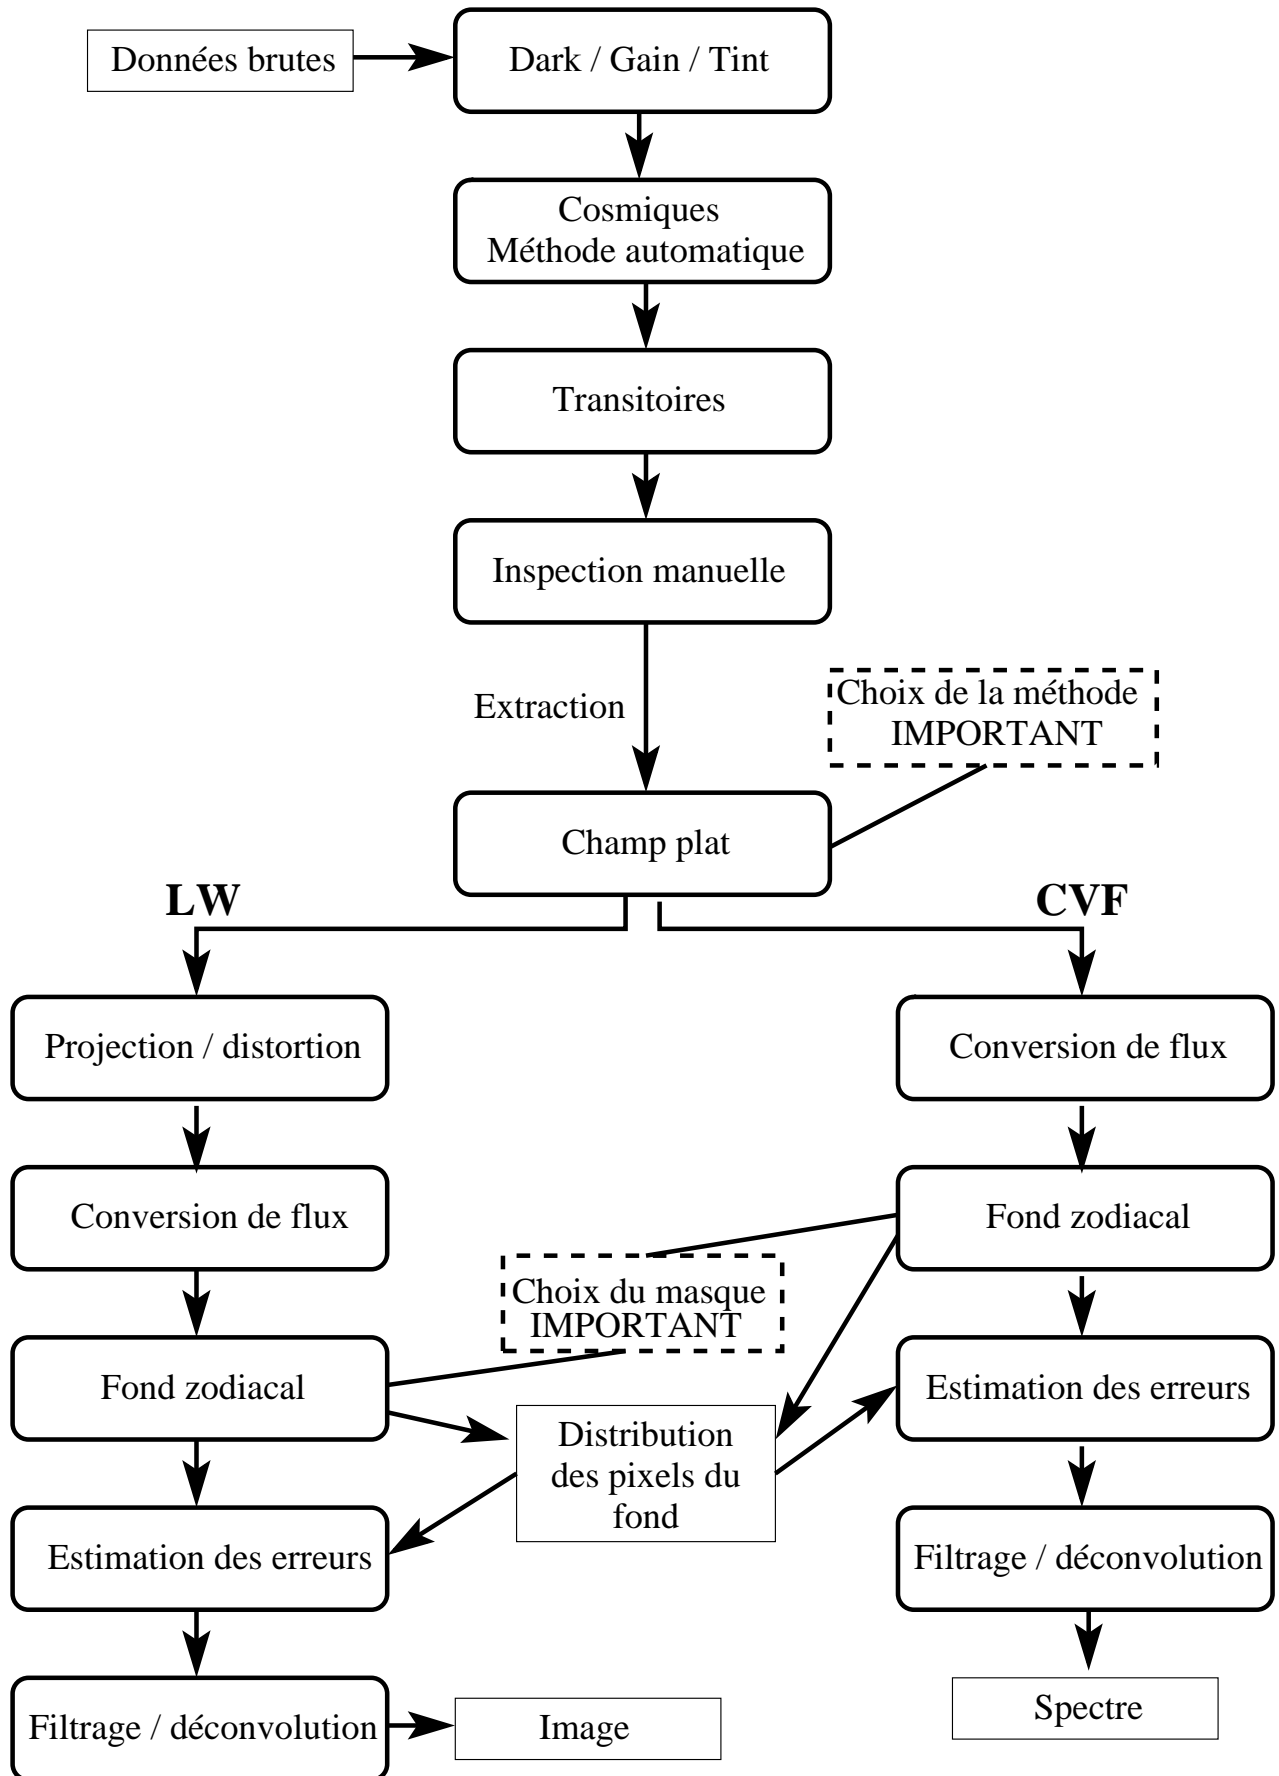 Données brutes
Dark / Gain / Tint
Cosmiques
Méthode automatique
Transitoires
Inspection manuelle
Extraction
Choix de la méthode
IMPORTANT
Champ plat
LW
CVF
Projection / distortion
Conversion de flux
Conversion de flux
Fond zodiacal
Choix du masque
IMPORTANT
Fond zodiacal
Estimation des erreurs
Distribution
des pixels du
fond
Estimation des erreurs
Filtrage / déconvolution
Filtrage / déconvolution
Image
Spectre